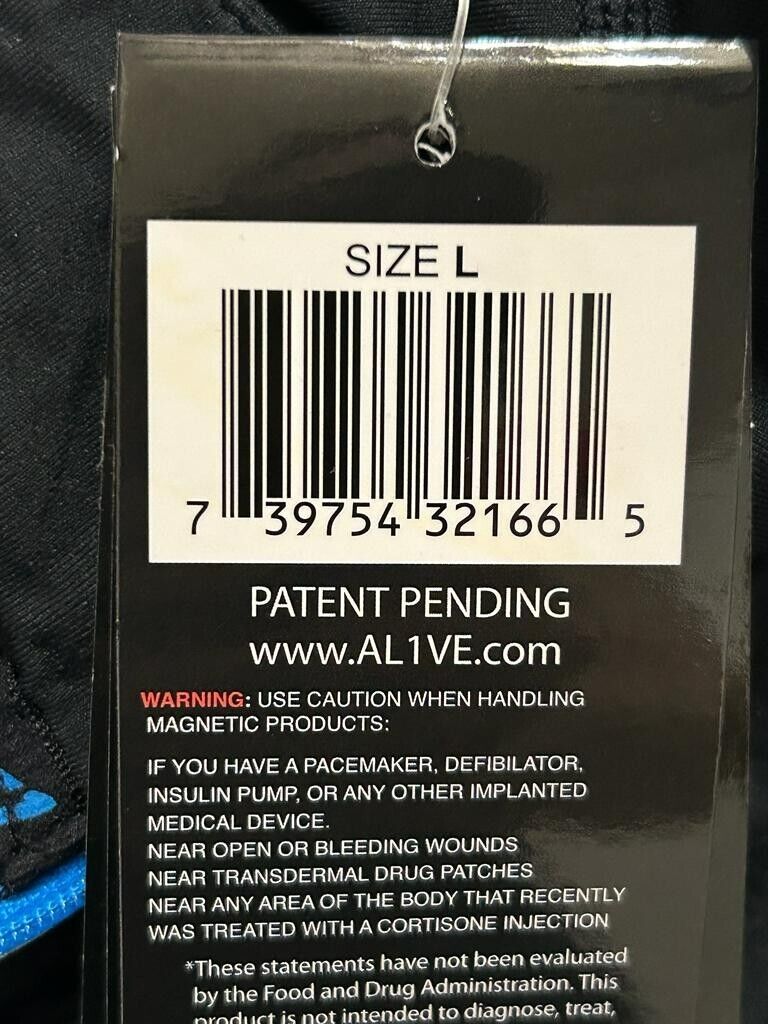 SIZE L
7 39754 32166 5
PATENT PENDING
www.AL1VE.com
WARNING: USE CAUTION WHEN HANDLING
MAGNETIC PRODUCTS:
IF YOU HAVE A PACEMAKER, DEFIBILATOR,
INSULIN PUMP, OR ANY OTHER IMPLANTED
MEDICAL DEVICE.
NEAR OPEN OR BLEEDING WOUNDS
NEAR TRANSDERMAL DRUG PATCHES
NEAR ANY AREA OF THE BODY THAT RECENTLY
WAS TREATED WITH A CORTISONE INJECTION
*These statements have not been evaluated
by the Food and Drug Administration. This
product is not intended to diagnose, treat,